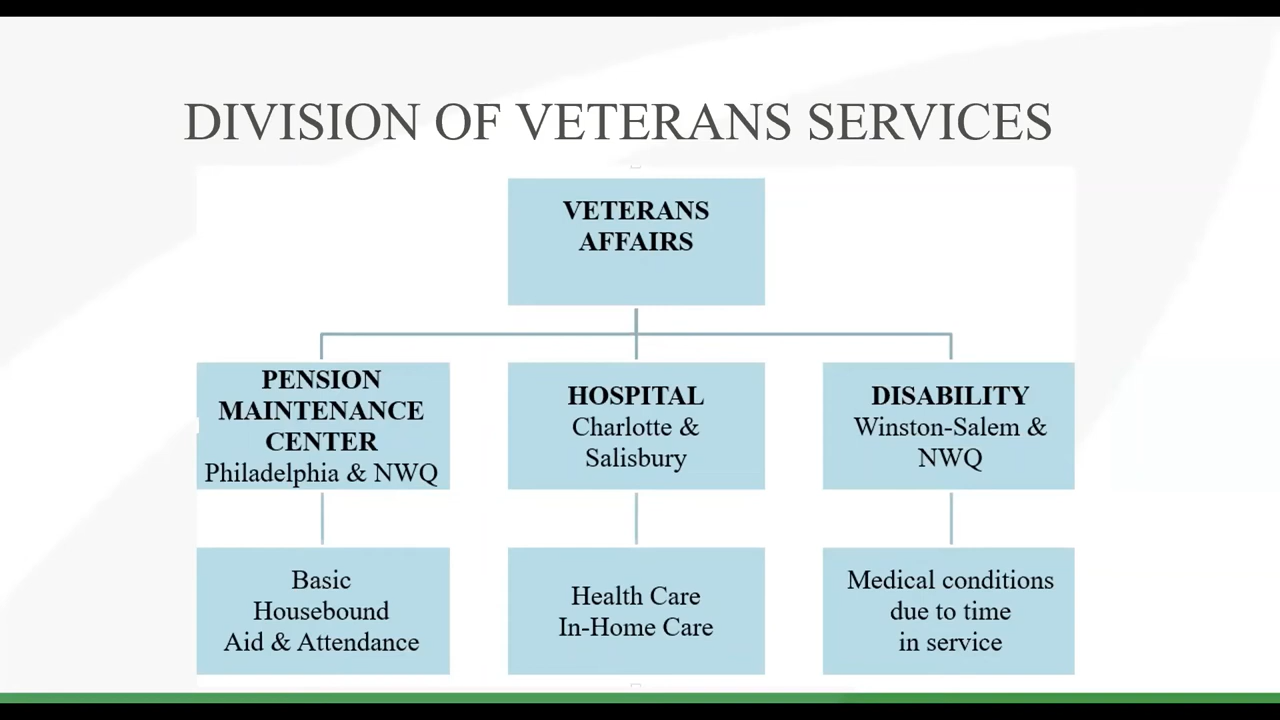 DIVISION OF VETERANS SERVICES
VETERANS
AFFAIRS
PENSION
MAINTENANCE
CENTER
Philadelphia & NWQ
HOSPITAL
Charlotte &
Salisbury
DISABILITY
Winston-Salem &
NWQ
Basic
Housebound
Aid & Attendance
Health Care
In-Home Care
Medical conditions
due to time
in service